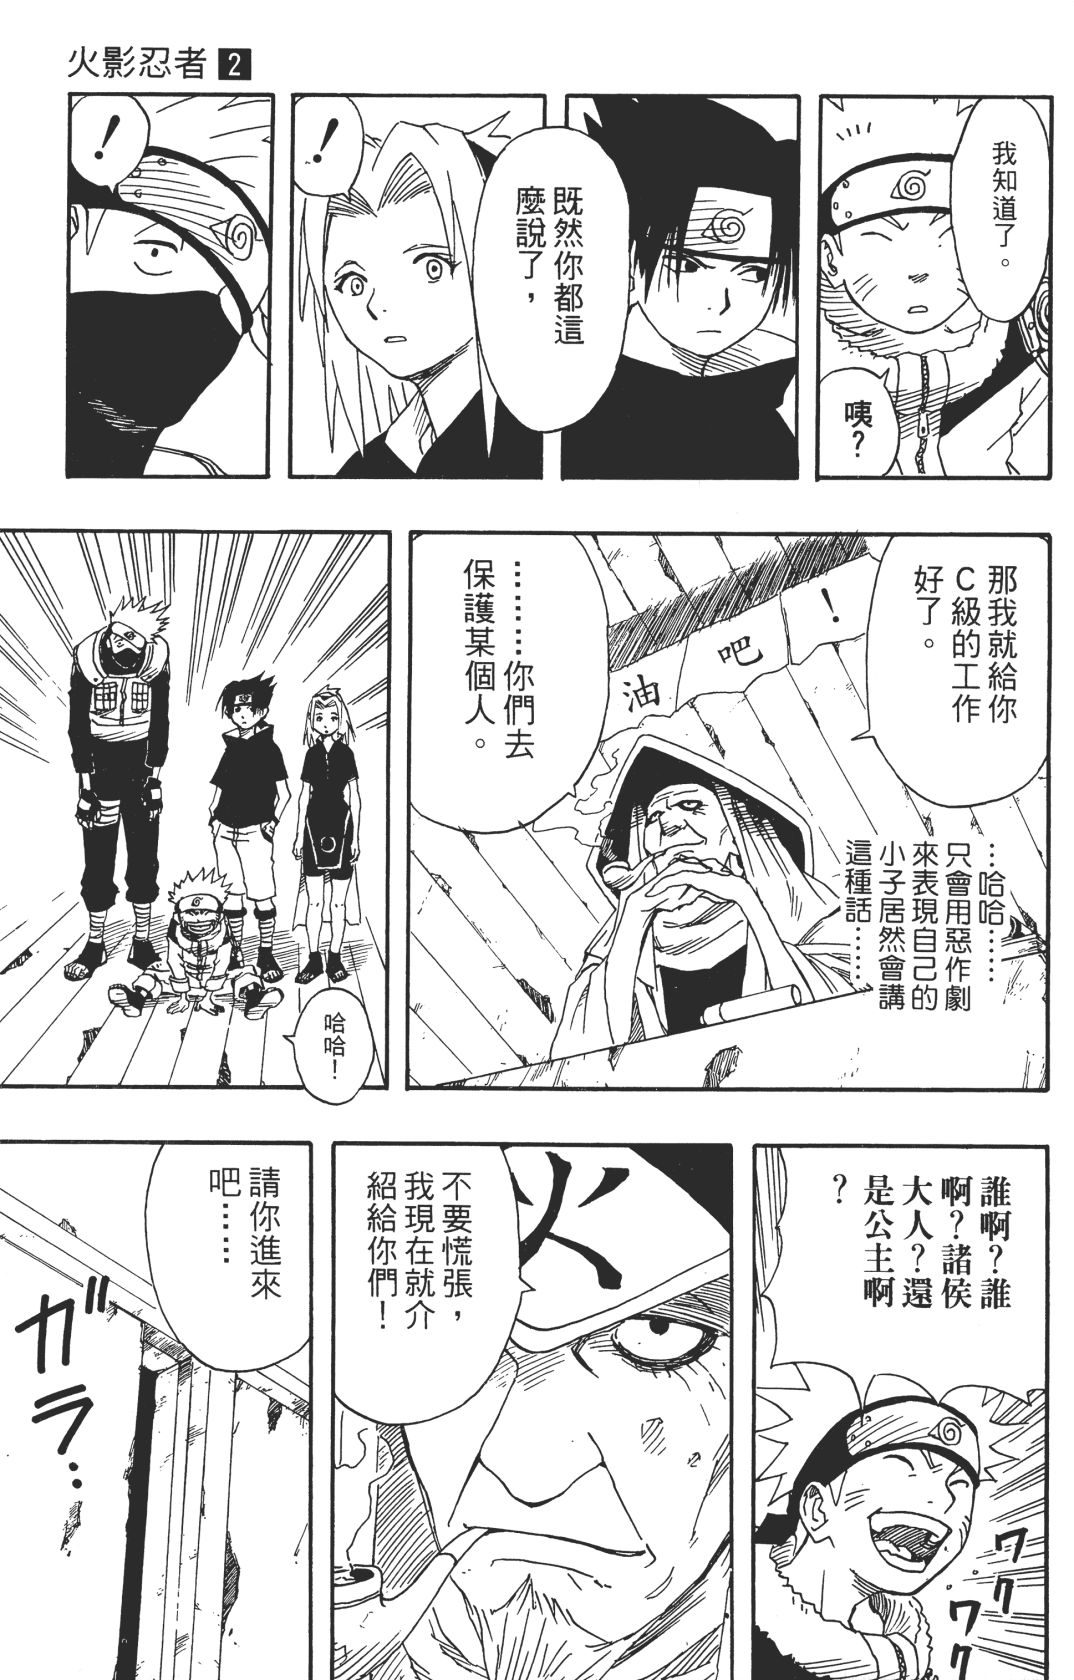 火影忍者 2
我知道了。
咦？
既然你都這
麼說了，
！
！
那我就給你
C級的工作
好了。
………你們去
保護某個人。
！
吧
油
…哈哈……
只會用惡作劇
來表現自己的
小子居然會講
這種話……
哈哈！
誰啊？誰
啊？諸侯
大人？還
是公主啊
？
ワク
ワク
不要慌張，
我現在就介
紹給你們！
火
請你進來
吧……
ガラ‥